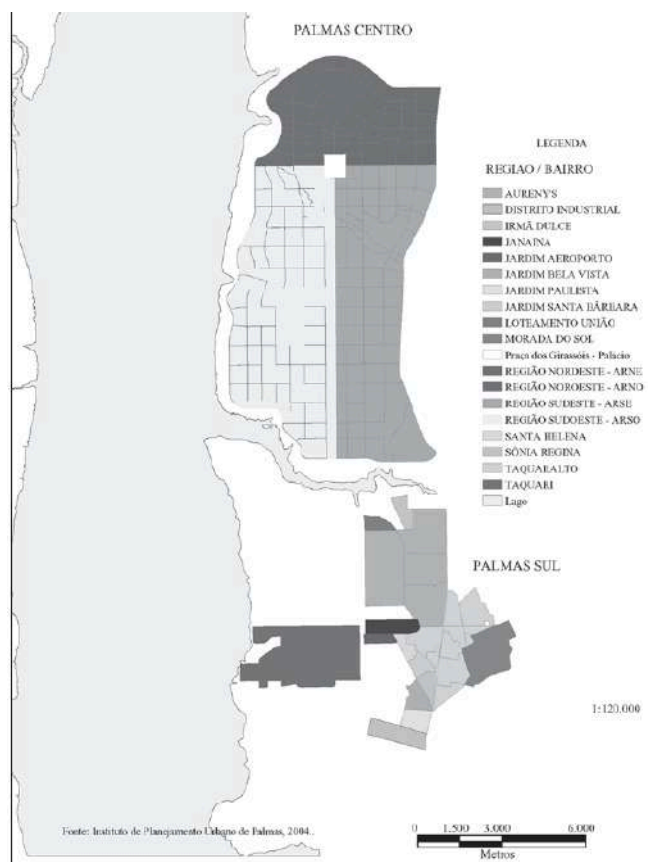 PALMAS CENTRO
LEGENDA
REGIAO / BAIRRO
AURENY'S
DISTRITO INDUSTRIAL
IRMÃ DULCE
JANAINA
JARDIM AEROPORTO
JARDIM BELA VISTA
JARDIM PAULISTA
JARDIM SANTA BÁRBARA
LOTEAMENTO UNIÃO
MORADA DO SOL
Praça dos Girassóis - Palacio
REGIÃO NORDESTE - ARNE
REGIÃO NOROESTE - ARNO
REGIÃO SUDESTE - ARSE
REGIÃO SUDOESTE - ARSO
SANTA HELENA
SÔNIA REGINA
TAQUARALTO
TAQUARI
Lago
PALMAS SUL
1:120.000
Fonte: Instituto de Planejamento Urbano de Palmas, 2004..
0 1.500 3.000 6.000
Metros